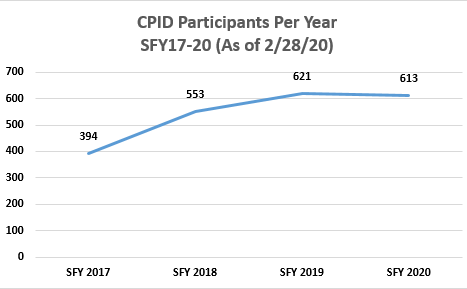 CPID Participants Per Year
SFY17-20 (As of 2/28/20)
700
600
500
400
300
200
100
0
394
553
621
613
SFY 2017
SFY 2018
SFY 2019
SFY 2020